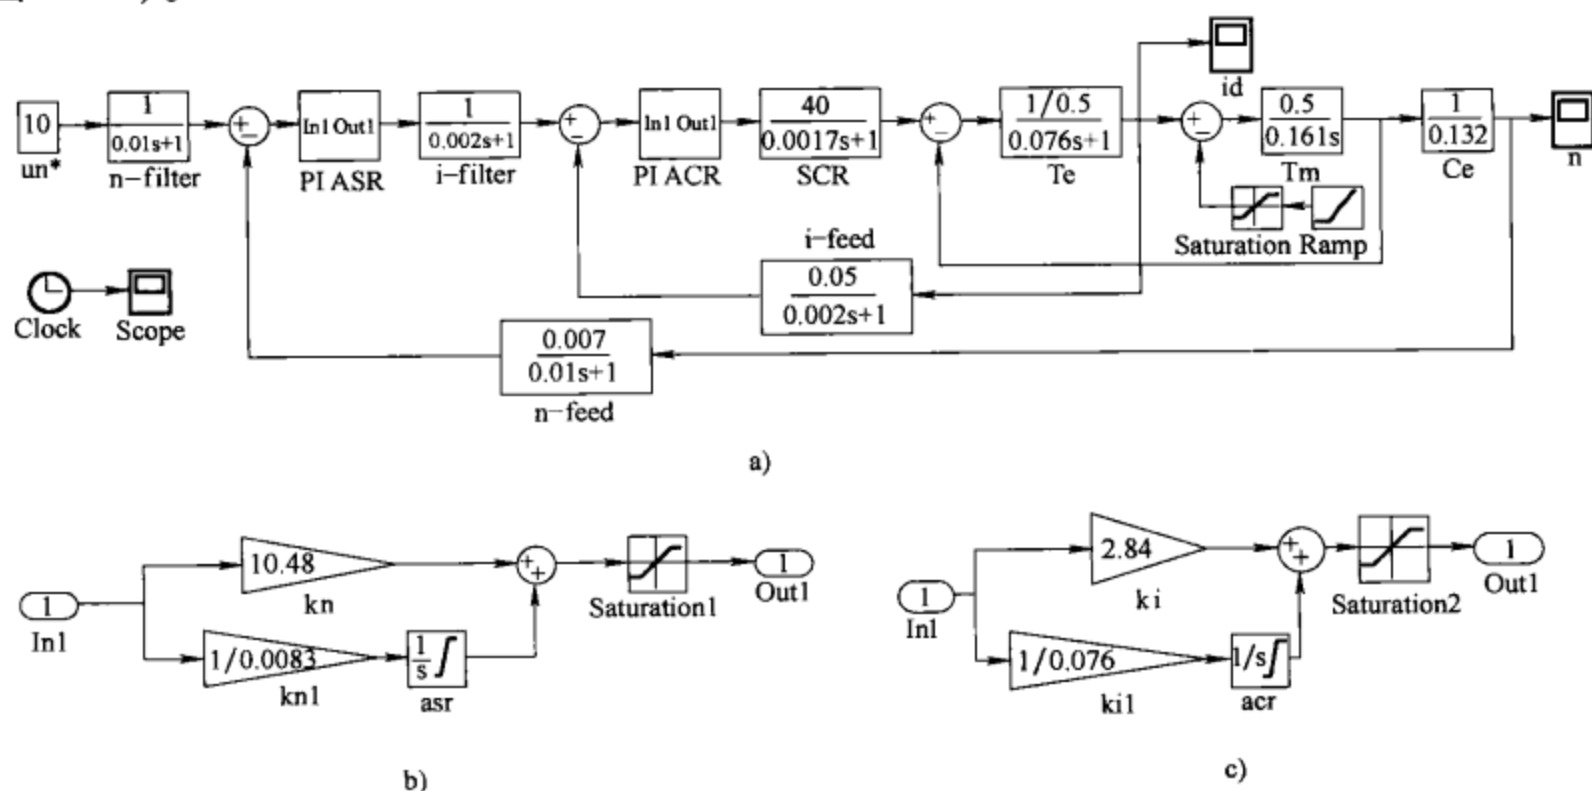 id
10
un*
1
0.01s+1
n-filter
+
−
In1 Out1
PI ASR
1
0.002s+1
i-filter
+
−
In1 Out1
PI ACR
40
0.0017s+1
SCR
+
−
1/0.5
0.076s+1
Te
+
−
0.5
0.161s
Tm
1
0.132
Ce
n
Saturation Ramp
i-feed
0.05
0.002s+1
Clock
Scope
0.007
0.01s+1
n-feed
a)
1
In1
10.48
kn
1/0.0083
kn1
1
s
asr
+
+
Saturation1
1
Out1
b)
1
In1
2.84
ki
1/0.076
ki1
1/s
acr
+
+
Saturation2
1
Out1
c)